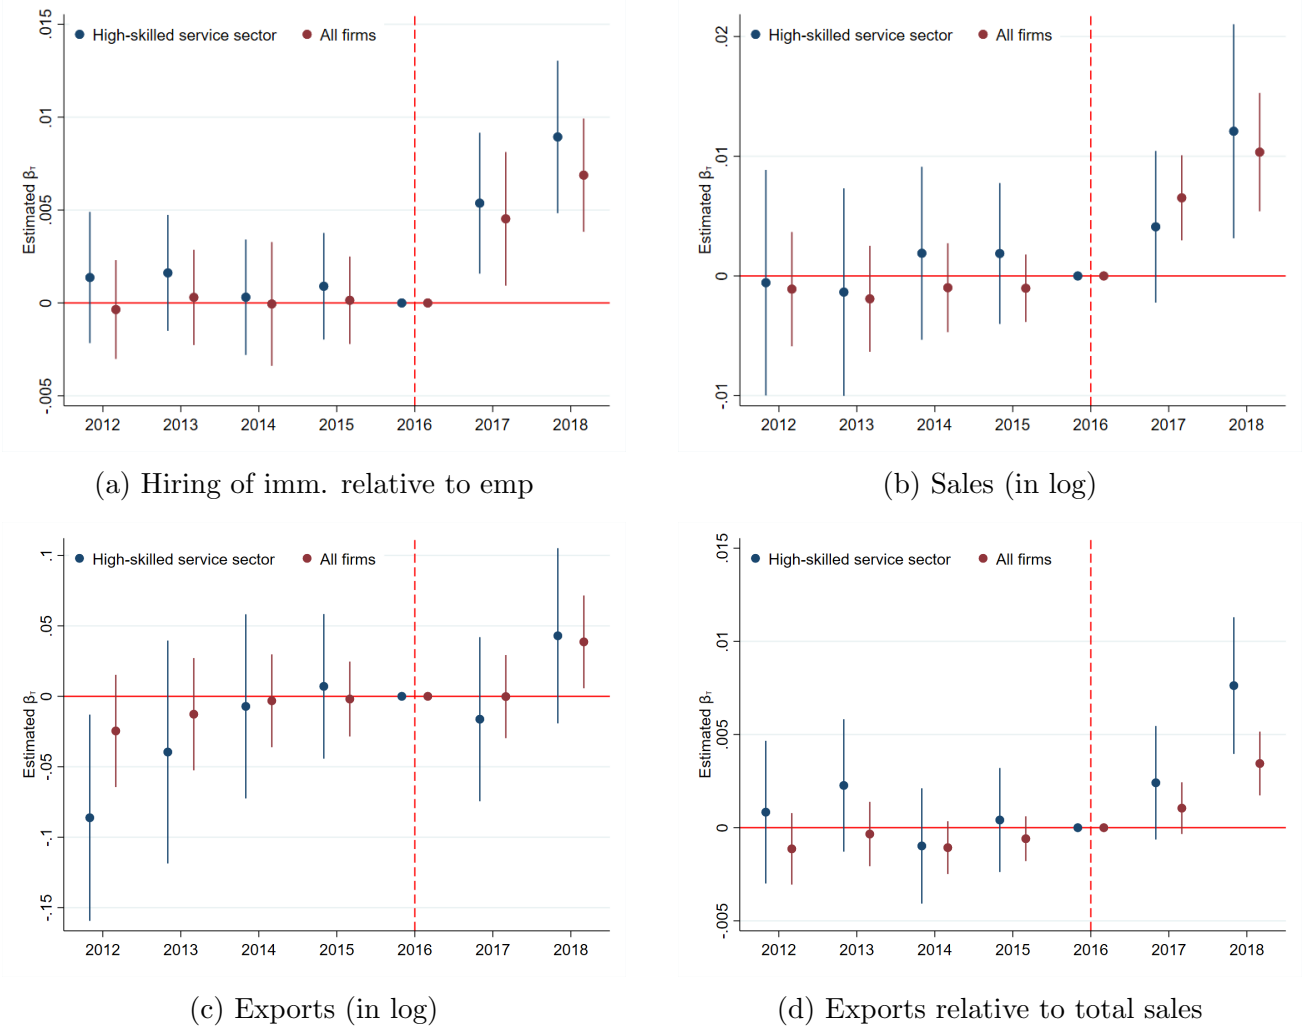 High-skilled service sector All firms
Estimated βτ
.015
.01
.005
0
-.005
2012 2013 2014 2015 2016 2017 2018
(a) Hiring of imm. relative to emp
High-skilled service sector All firms
Estimated βτ
.02
.01
0
-.01
2012 2013 2014 2015 2016 2017 2018
(b) Sales (in log)
High-skilled service sector All firms
Estimated βτ
.1
.05
0
-.05
-.1
-.15
2012 2013 2014 2015 2016 2017 2018
(c) Exports (in log)
High-skilled service sector All firms
Estimated βτ
.015
.01
.005
0
-.005
2012 2013 2014 2015 2016 2017 2018
(d) Exports relative to total sales